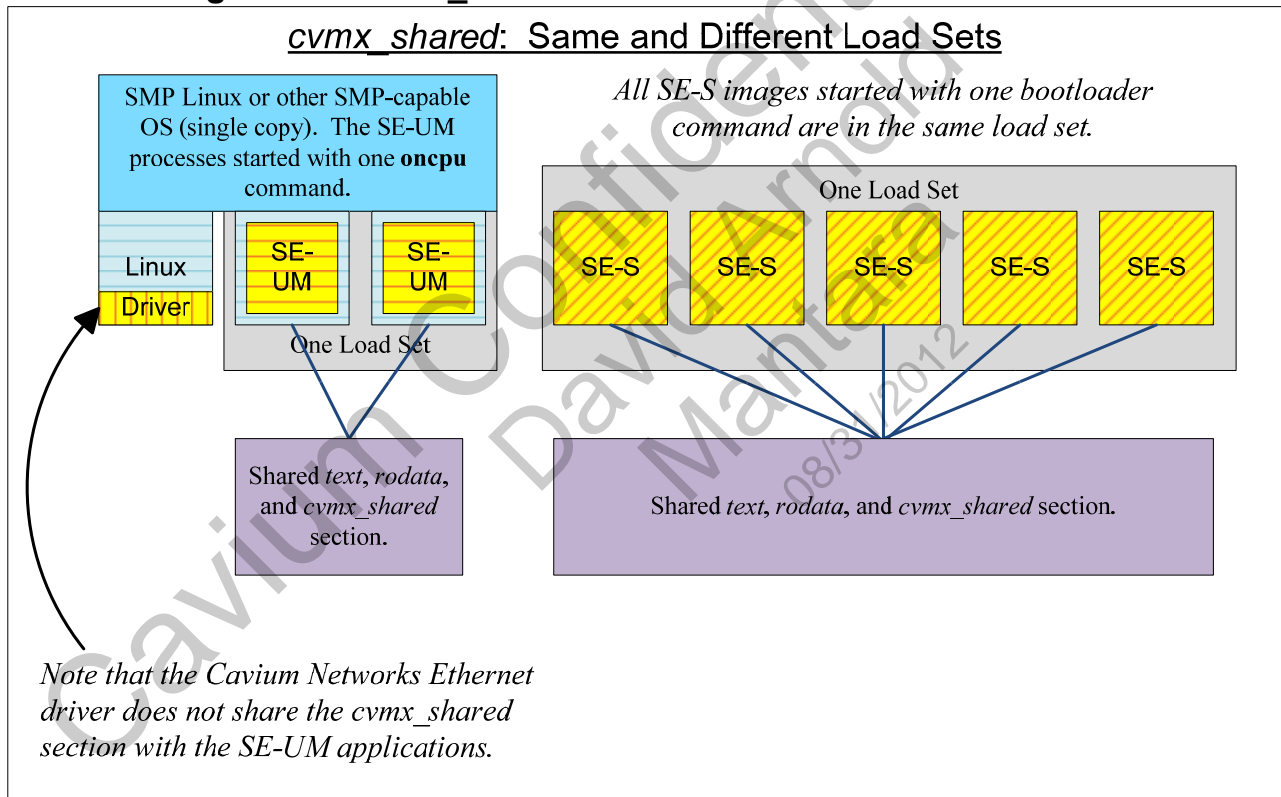 cvmx_shared: Same and Different Load Sets
SMP Linux or other SMP-capable
OS (single copy). The SE-UM
processes started with one oncpu
command.
All SE-S images started with one bootloader
command are in the same load set.
One Load Set
Linux
Driver
SE-
UM
SE-
UM
One Load Set
SE-S
SE-S
SE-S
SE-S
SE-S
Shared text, rodata,
and cvmx_shared
section.
Shared text, rodata, and cvmx_shared section.
Note that the Cavium Networks Ethernet
driver does not share the cvmx_shared
section with the SE-UM applications.
Cavium Confident
David Arnold
Mantara
08/31/2012